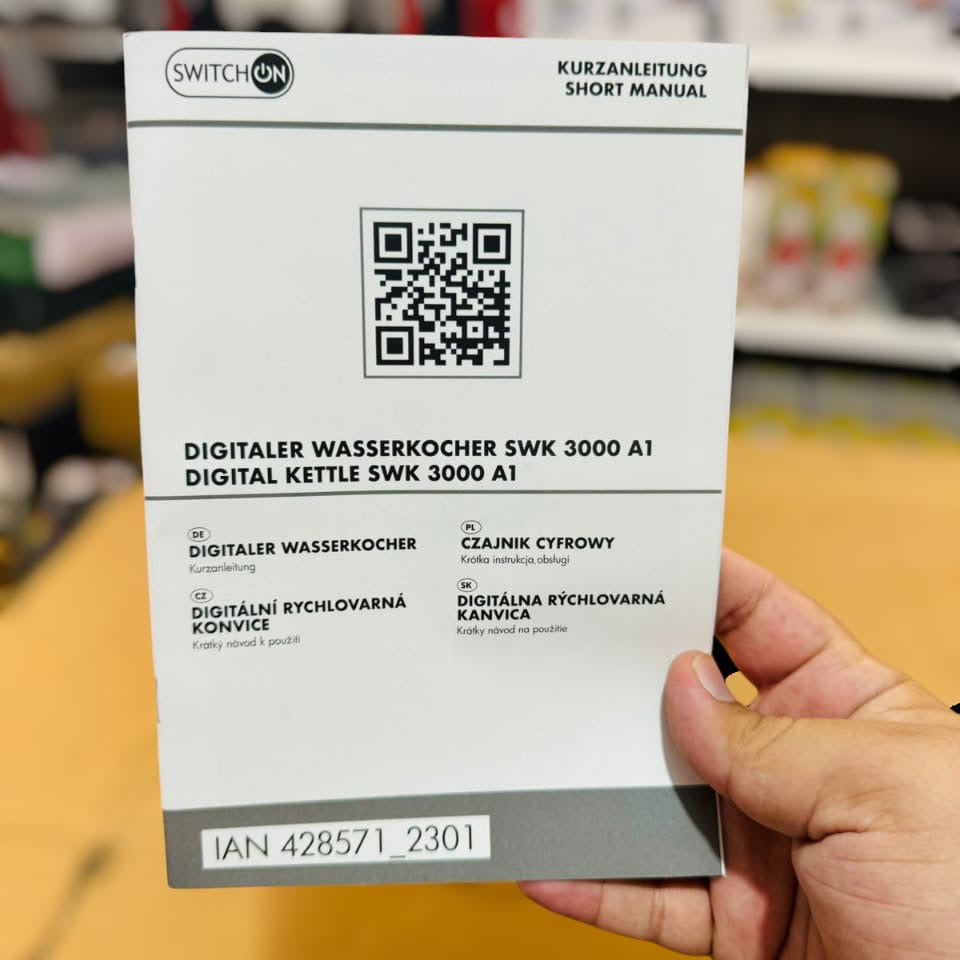 SWITCH ON
KURZANLEITUNG
SHORT MANUAL
DIGITALER WASSERKOCHER SWK 3000 A1
DIGITAL KETTLE SWK 3000 A1
DE
DIGITALER WASSERKOCHER
Kurzanleitung
CZ
DIGITÁLNÍ RYCHLOVARNÁ
KONVICE
Krátký návod k použití
PL
CZAJNIK CYFROWY
Krótka instrukcja obsługi
SK
DIGITÁLNA RÝCHLOVARNÁ
KANVICA
Krátky návod na použitie
IAN 428571_2301